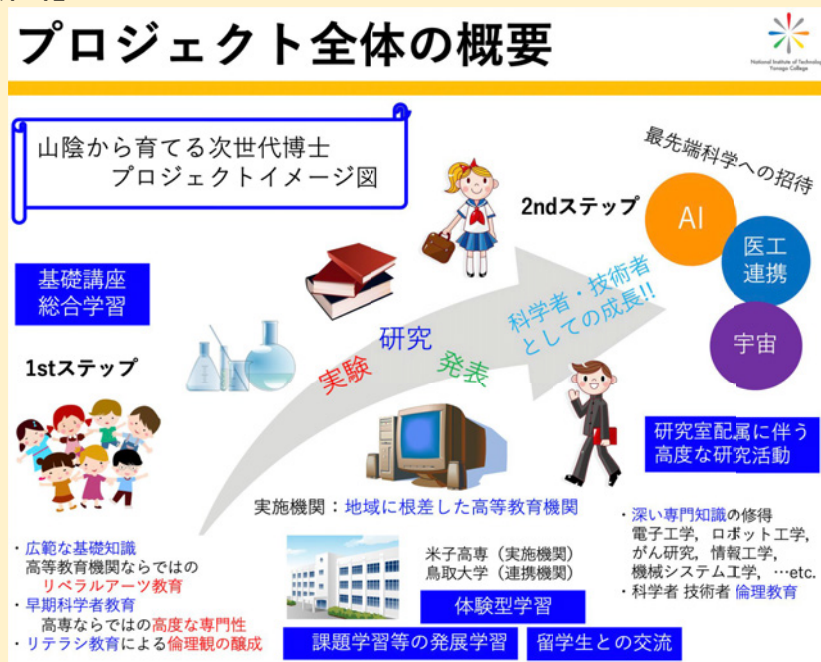 プロジェクト全体の概要
National Institute of Technology
Yonago College
山陰から育てる次世代博士
プロジェクトイメージ図
基礎講座
総合学習
1stステップ
2ndステップ
最先端科学への招待
AI
医工
連携
宇宙
科学者・技術者
としての成長!!
実験
研究
発表
実施機関：地域に根差した高等教育機関
米子高専（実施機関）
鳥取大学（連携機関）
体験型学習
課題学習等の発展学習
留学生との交流
・広範な基礎知識
高等教育機関ならではの
リベラルアーツ教育
・早期科学者教育
高専ならではの高度な専門性
・リテラシ教育による倫理観の醸成
研究室配属に伴う
高度な研究活動
・深い専門知識の修得
電子工学，ロボット工学，
がん研究，情報工学，
機械システム工学，…etc.
・科学者 技術者 倫理教育